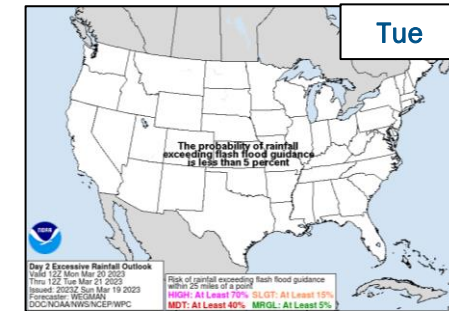 Tue
The probability of rainfall
exceeding flash flood guidance
is less than 5 percent
NOAA
Day 2 Excessive Rainfall Outlook
Valid 12Z Mon Mar 20 2023
Thru 12Z Tue Mar 21 2023
Issued: 2023Z Sun Mar 19 2023
Forecaster: WEGMAN
DOC/NOAA/NWS/NCEP/WPC
Risk of rainfall exceeding flash flood guidance
within 25 miles of a point
HIGH: At Least 70% SLGT: At Least 15%
MDT: At Least 40% MRGL: At Least 5%